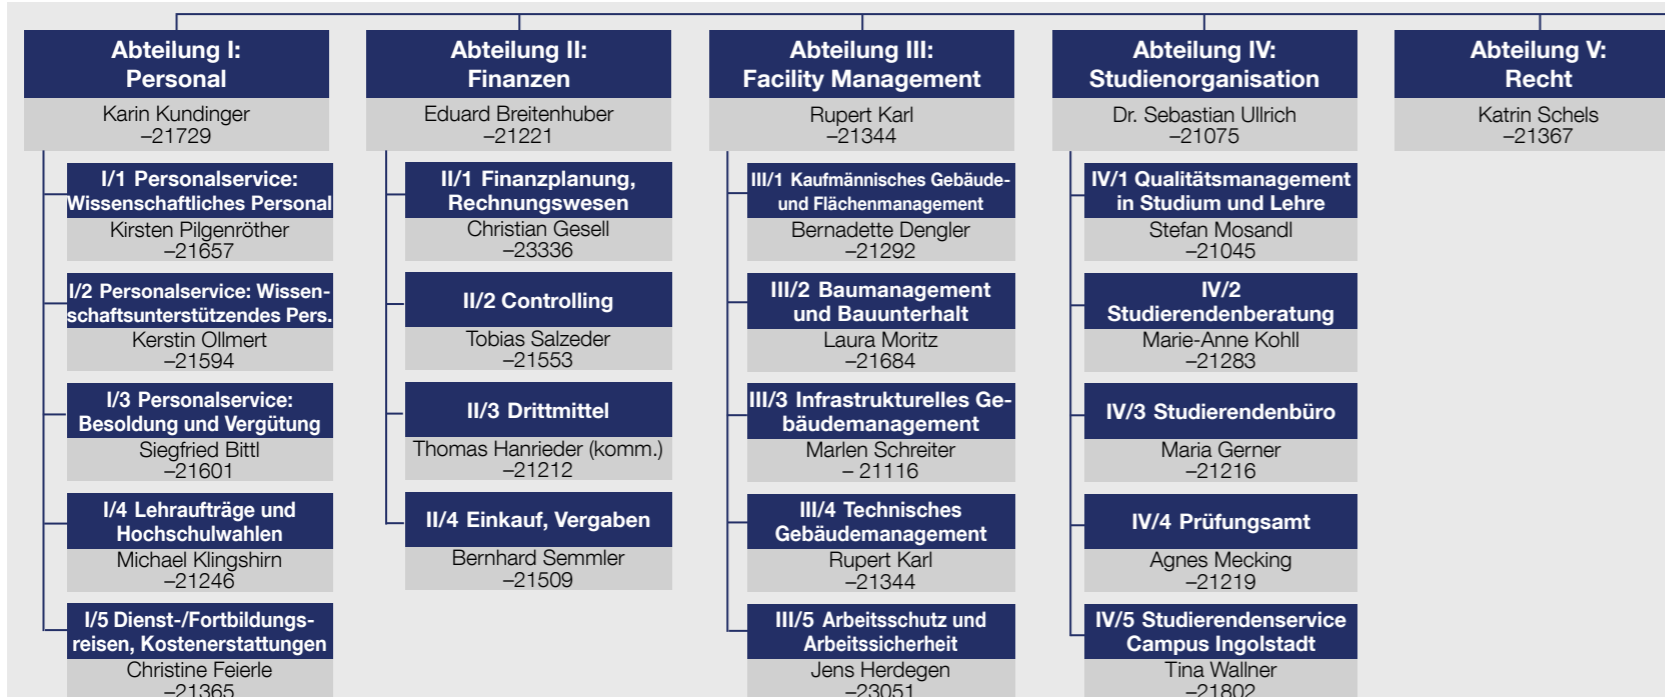 Abteilung I:
Personal
Karin Kundinger
–21729
I/1 Personalservice:
Wissenschaftliches Personal
Kirsten Pilgenröther
–21657
I/2 Personalservice: Wissen-
schaftsunterstützendes Pers.
Kerstin Ollmert
–21594
I/3 Personalservice:
Besoldung und Vergütung
Siegfried Bittl
–21601
I/4 Lehraufträge und
Hochschulwahlen
Michael Klingshirn
–21246
I/5 Dienst-/Fortbildungs-
reisen, Kostenerstattungen
Christine Feierle
–21365
Abteilung II:
Finanzen
Eduard Breitenhuber
–21221
II/1 Finanzplanung,
Rechnungswesen
Christian Gesell
–23336
II/2 Controlling
Tobias Salzeder
–21553
II/3 Drittmittel
Thomas Hanrieder (komm.)
–21212
II/4 Einkauf, Vergaben
Bernhard Semmler
–21509
Abteilung III:
Facility Management
Rupert Karl
–21344
III/1 Kaufmännisches Gebäude-
und Flächenmanagement
Bernadette Dengler
–21292
III/2 Baumanagement
und Bauunterhalt
Laura Moritz
–21684
III/3 Infrastrukturelles Ge-
bäudemanagement
Marlen Schreiter
– 21116
III/4 Technisches
Gebäudemanagement
Rupert Karl
–21344
III/5 Arbeitsschutz und
Arbeitssicherheit
Jens Herdegen
–23051
Abteilung IV:
Studienorganisation
Dr. Sebastian Ullrich
–21075
IV/1 Qualitätsmanagement
in Studium und Lehre
Stefan Mosandl
–21045
IV/2
Studierendenberatung
Marie-Anne Kohll
–21283
IV/3 Studierendenbüro
Maria Gerner
–21216
IV/4 Prüfungsamt
Agnes Mecking
–21219
IV/5 Studierendenservice
Campus Ingolstadt
Tina Wallner
–21802
Abteilung V:
Recht
Katrin Schels
–21367